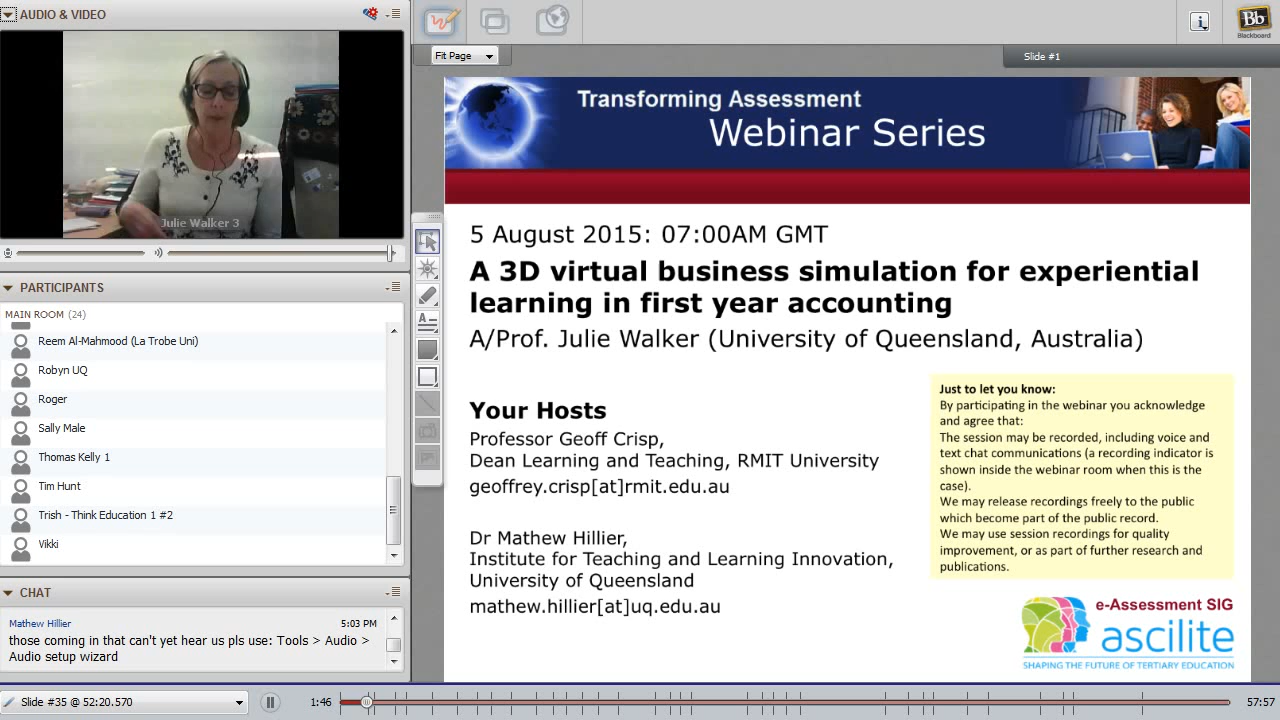 AUDIO & VIDEO
Julie Walker 3
PARTICIPANTS
MAIN ROOM (24)
Reem Al-Mahmood (La Trobe Uni)
Robyn UQ
Roger
Sally Male
Thomas Kelly 1
Tim Hunt
Trish - Think Education 1 #2
Vikki
CHAT
Mathew Hillier 5:03 PM
those coming in that can't yet hear us pls use: Tools > Audio >
Audio setup wizard
Slide #35 @ 52:20.570
1:46
57:57
Fit Page
Slide #1
i
Bb
Blackboard
Transforming Assessment
Webinar Series
5 August 2015: 07:00AM GMT
A 3D virtual business simulation for experiential
learning in first year accounting
A/Prof. Julie Walker (University of Queensland, Australia)
Your Hosts
Professor Geoff Crisp,
Dean Learning and Teaching, RMIT University
geoffrey.crisp[at]rmit.edu.au
Dr Mathew Hillier,
Institute for Teaching and Learning Innovation,
University of Queensland
mathew.hillier[at]uq.edu.au
Just to let you know:
By participating in the webinar you acknowledge
and agree that:
The session may be recorded, including voice and
text chat communications (a recording indicator is
shown inside the webinar room when this is the
case).
We may release recordings freely to the public
which become part of the public record.
We may use session recordings for quality
improvement, or as part of further research and
publications.
e-Assessment SIG
ascilite
SHAPING THE FUTURE OF TERTIARY EDUCATION